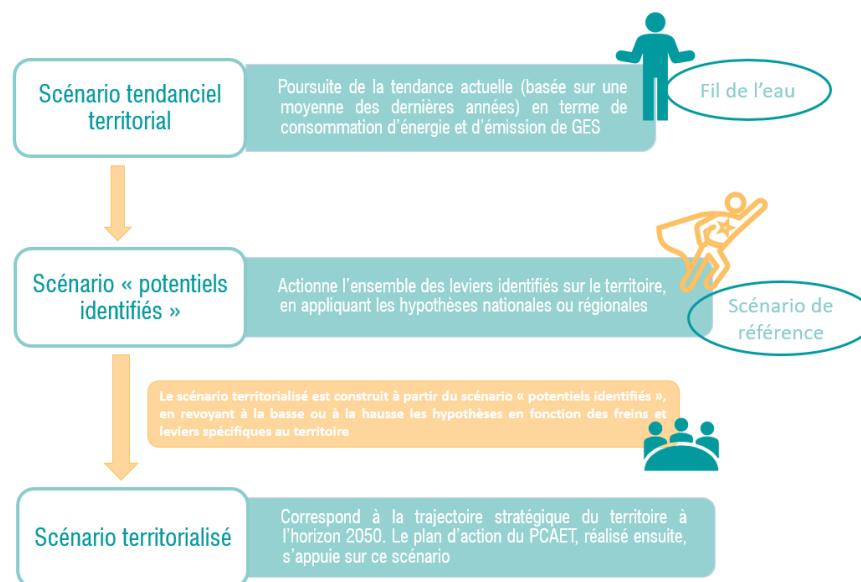 Scénario tendanciel
territorial
Poursuite de la tendance actuelle (basée sur une
moyenne des dernières années) en terme de
consommation d'énergie et d'émission de GES
Fil de l'eau
Scénario « potentiels
identifiés »
Actionne l'ensemble des leviers identifiés sur le territoire,
en appliquant les hypothèses nationales ou régionales
Scénario de
référence
Le scénario territorialisé est construit à partir du scénario « potentiels identifiés »,
en revoyant à la basse ou à la hausse les hypothèses en fonction des freins et
leviers spécifiques au territoire
Scénario territorialisé
Correspond à la trajectoire stratégique du territoire à
l'horizon 2050. Le plan d'action du PCAET, réalisé ensuite,
s'appuie sur ce scénario